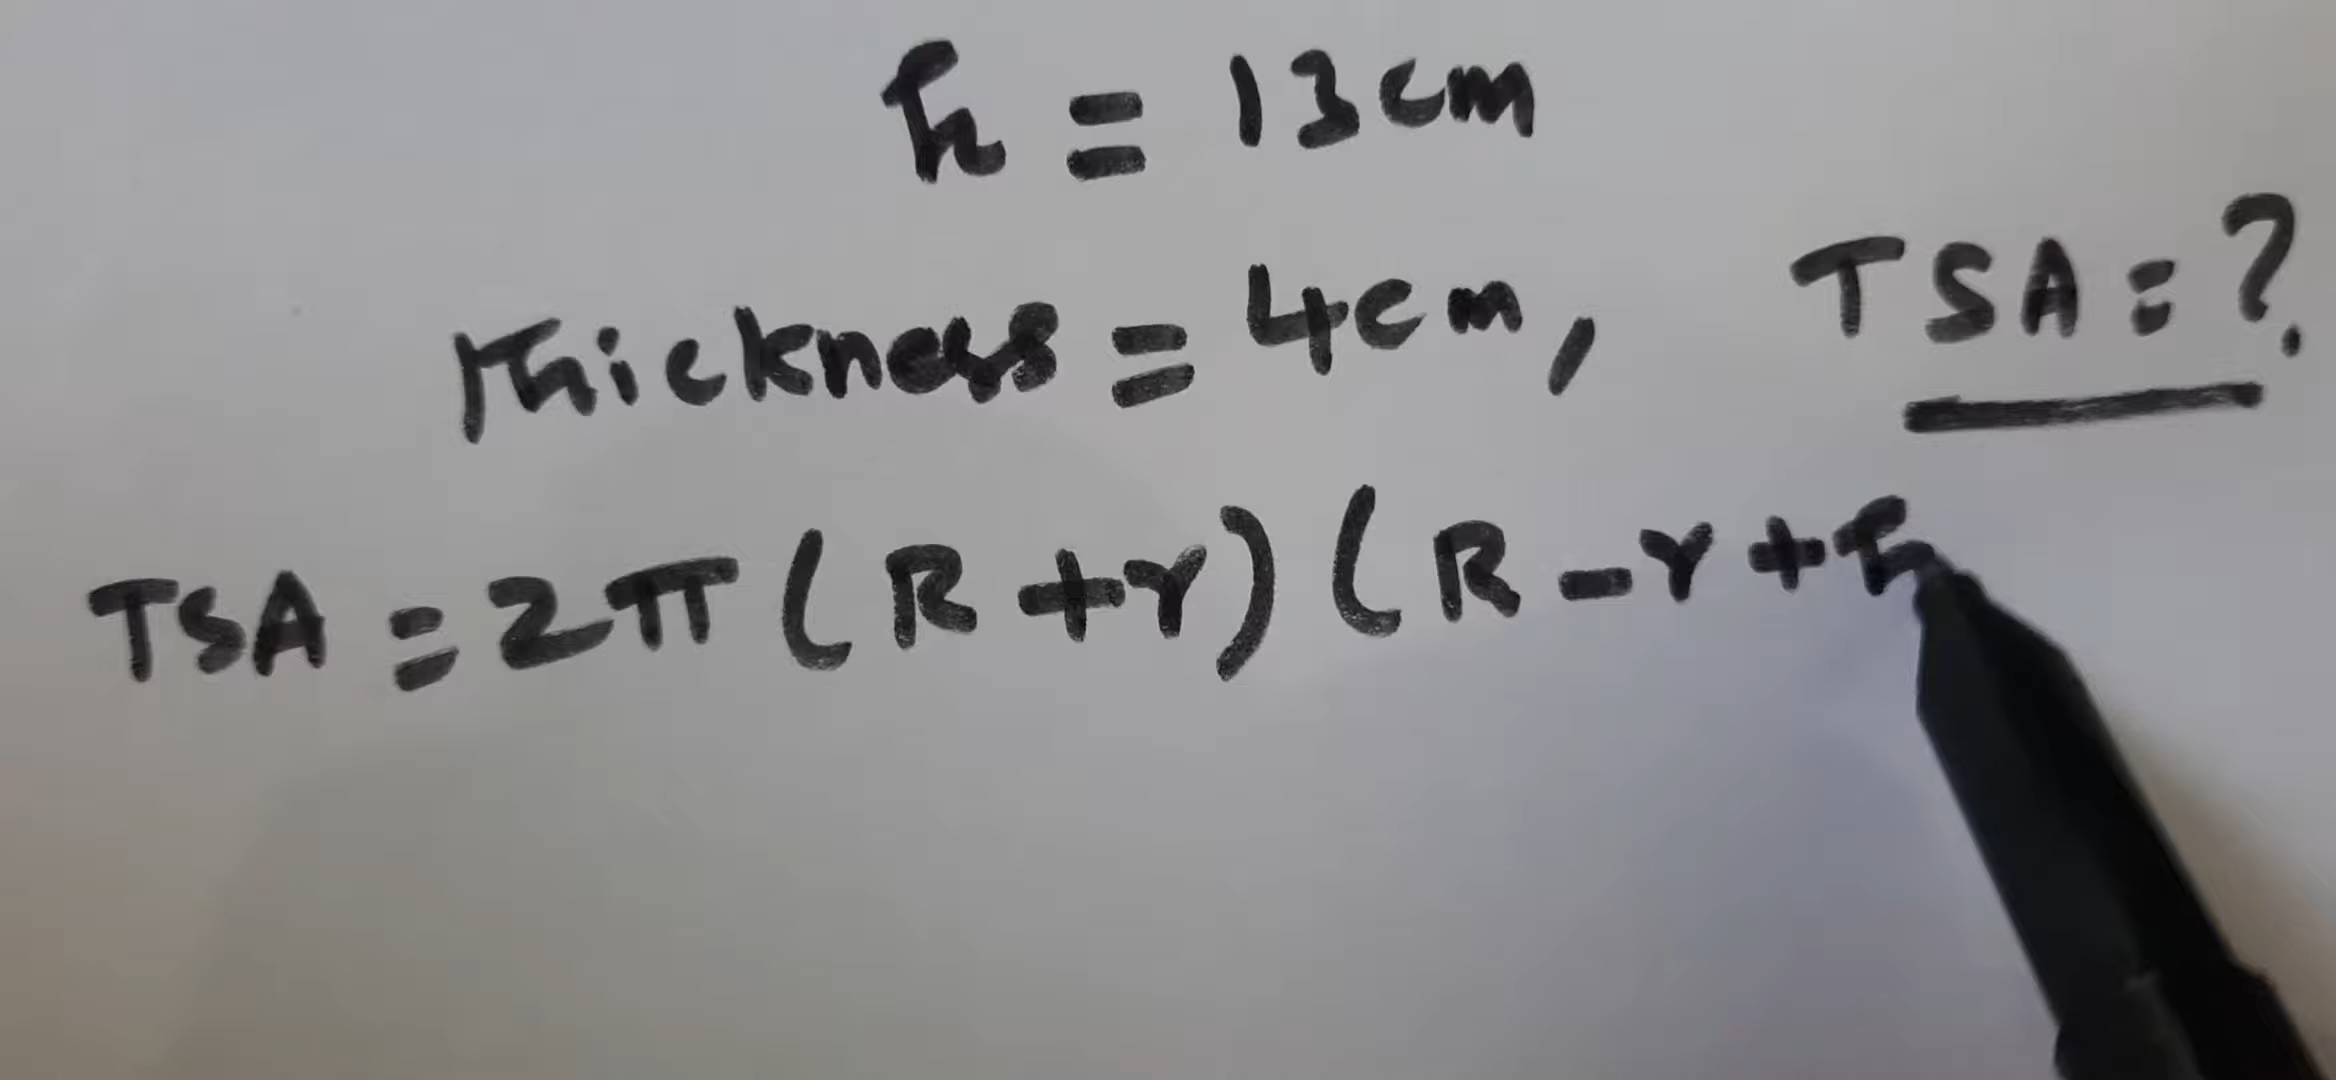 h = 13cm
Thickness = 4cm, TSA = ?
TSA = 2π (R+r) (R-r+h